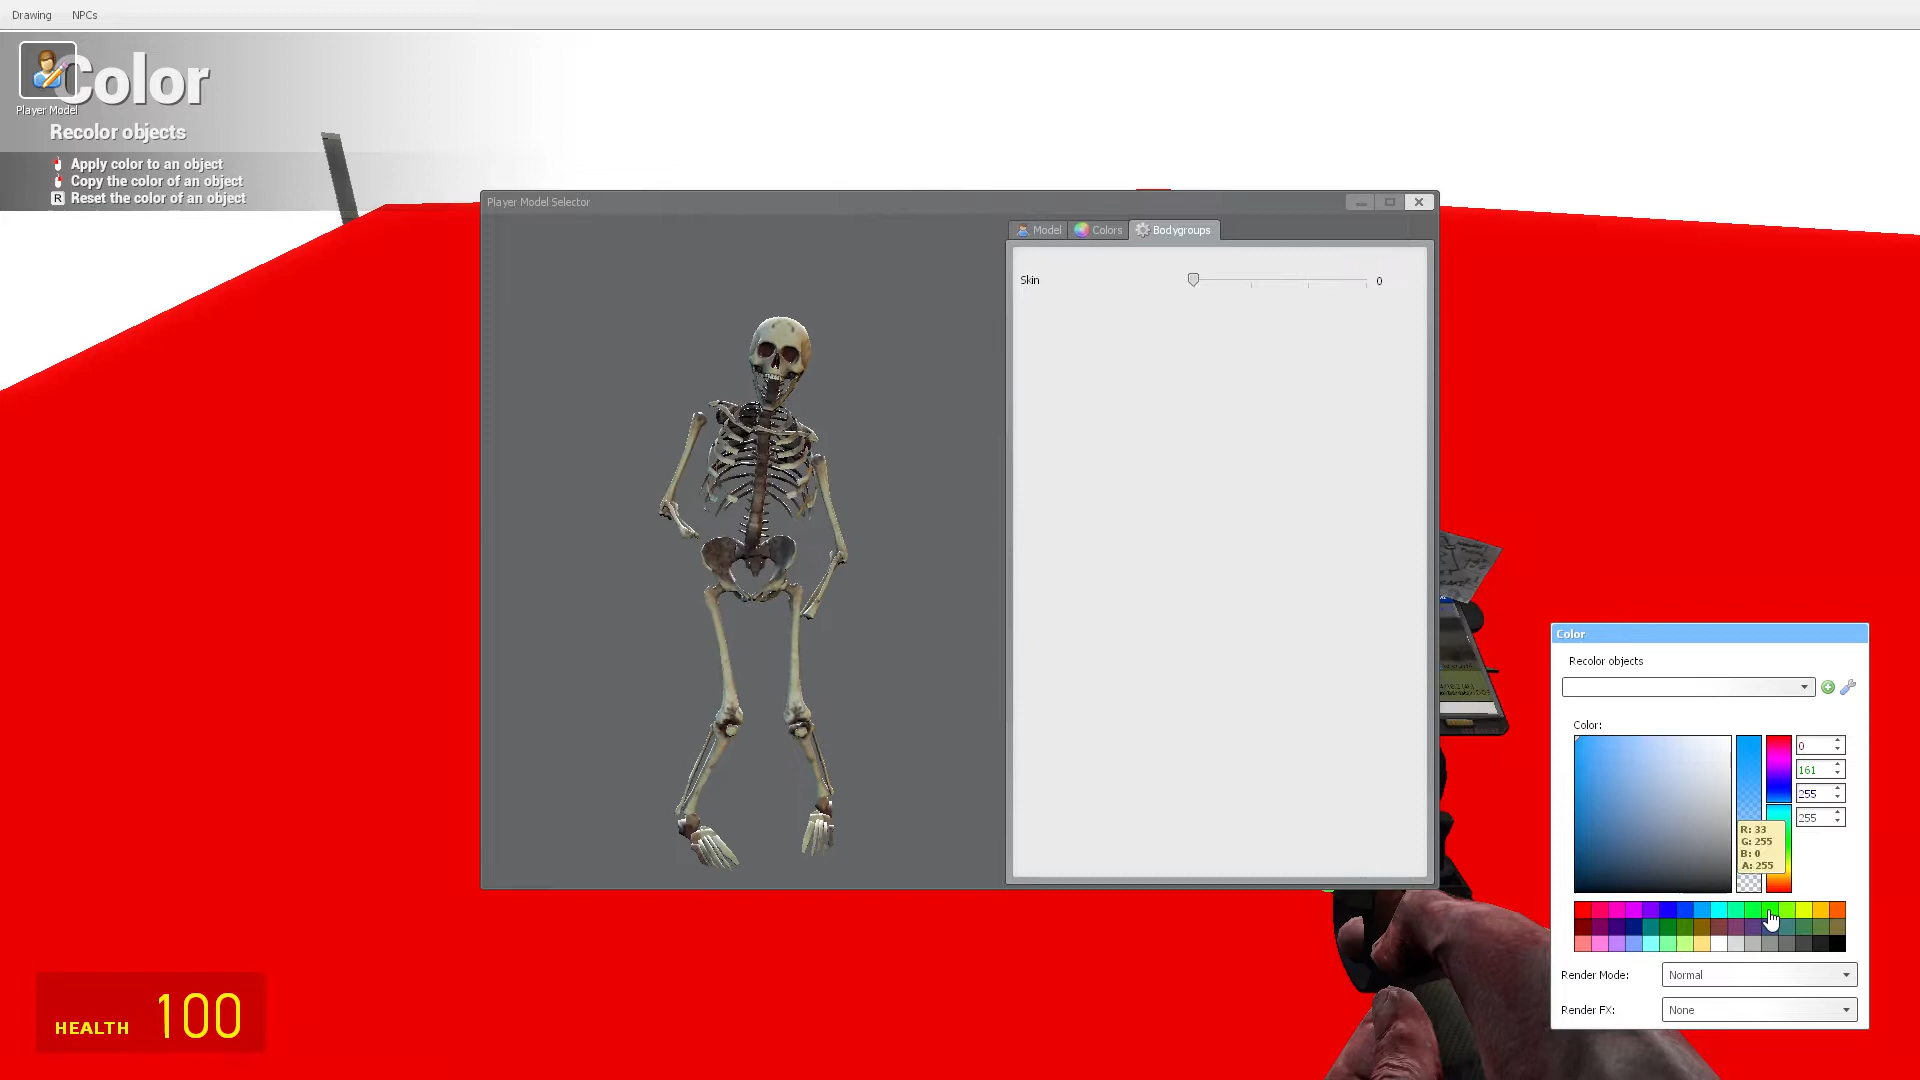 Drawing NPCs
Color
Player Model
Recolor objects
Apply color to an object
Copy the color of an object
R Reset the color of an object
Player Model Selector
Model Colors Bodygroups
Skin 0
Color
Recolor objects
Color:
0
161
255
255
R: 33
G: 255
B: 0
A: 255
Render Mode: Normal
Render FX: None
HEALTH 100